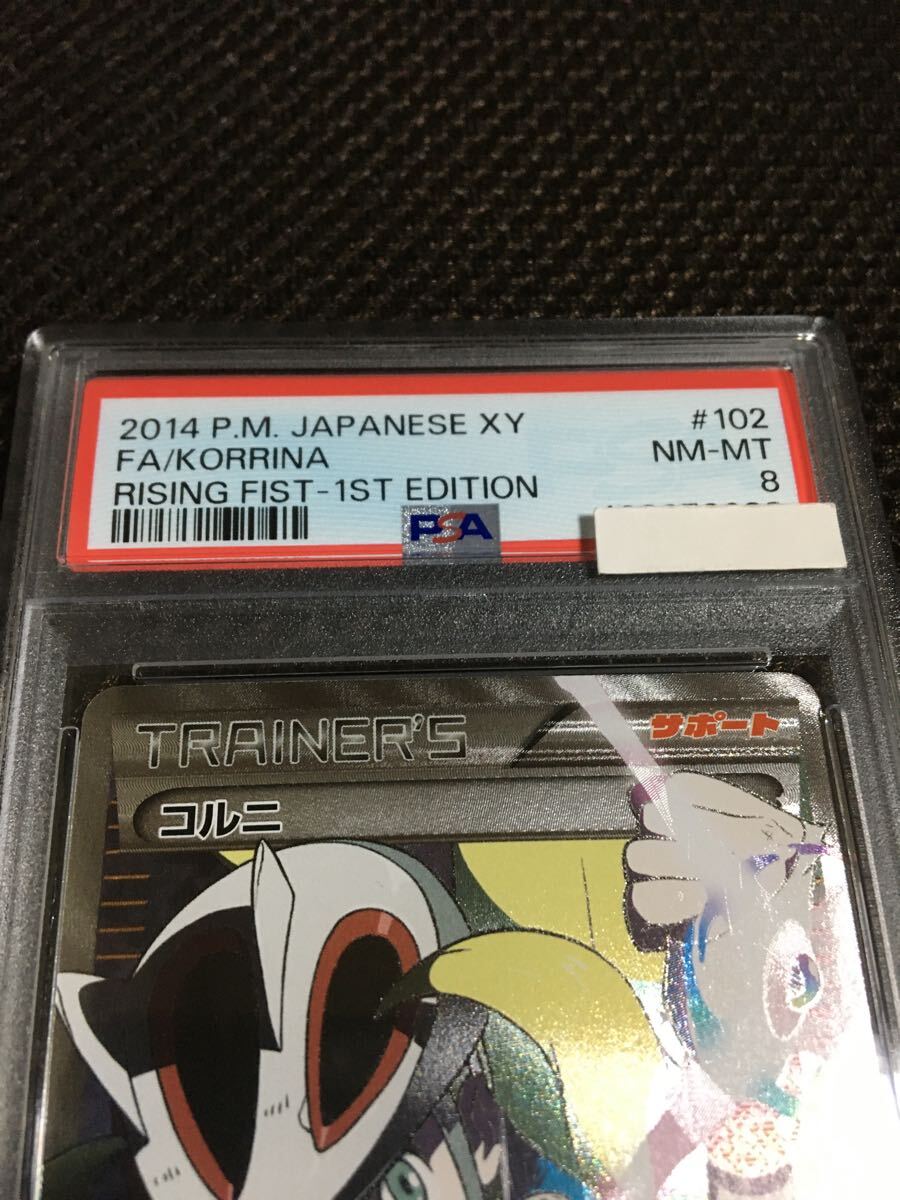 2014 P.M. JAPANESE XY #102
FA/KORRINA NM-MT
RISING FIST-1ST EDITION 8
PSA
TRAINER'S サポート
コルニ